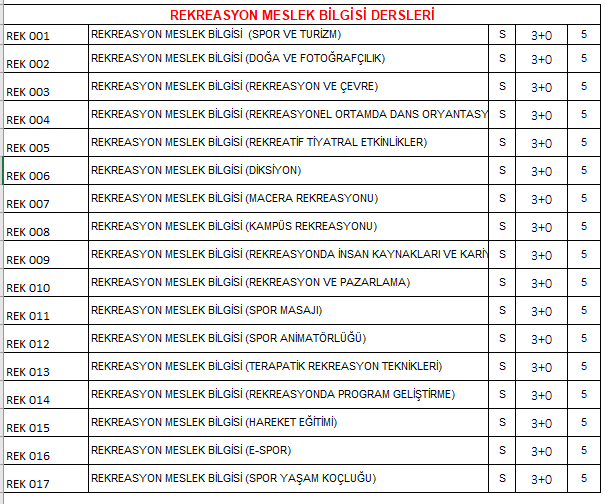 REKREASYON MESLEK BİLGİSİ DERSLERİ
REK 001 REKREASYON MESLEK BİLGİSİ (SPOR VE TURİZM) S 3+0 5
REK 002 REKREASYON MESLEK BİLGİSİ (DOĞA VE FOTOĞRAFÇILIK) S 3+0 5
REK 003 REKREASYON MESLEK BİLGİSİ (REKREASYON VE ÇEVRE) S 3+0 5
REK 004 REKREASYON MESLEK BİLGİSİ (REKREASYONEL ORTAMDA DANS ORYANTASY S 3+0 5
REK 005 REKREASYON MESLEK BİLGİSİ (REKREATİF TİYATRAL ETKİNLİKLER) S 3+0 5
REK 006 REKREASYON MESLEK BİLGİSİ (DİKSİYON) S 3+0 5
REK 007 REKREASYON MESLEK BİLGİSİ (MACERA REKREASYONU) S 3+0 5
REK 008 REKREASYON MESLEK BİLGİSİ (KAMPÜS REKREASYONU) S 3+0 5
REK 009 REKREASYON MESLEK BİLGİSİ (REKREASYONDA İNSAN KAYNAKLARI VE KARİY S 3+0 5
REK 010 REKREASYON MESLEK BİLGİSİ (REKREASYON VE PAZARLAMA) S 3+0 5
REK 011 REKREASYON MESLEK BİLGİSİ (SPOR MASAJI) S 3+0 5
REK 012 REKREASYON MESLEK BİLGİSİ (SPOR ANİMATÖRLÜĞÜ) S 3+0 5
REK 013 REKREASYON MESLEK BİLGİSİ (TERAPATİK REKREASYON TEKNİKLERİ) S 3+0 5
REK 014 REKREASYON MESLEK BİLGİSİ (REKREASYONDA PROGRAM GELİŞTİRME) S 3+0 5
REK 015 REKREASYON MESLEK BİLGİSİ (HAREKET EĞİTİMİ) S 3+0 5
REK 016 REKREASYON MESLEK BİLGİSİ (E-SPOR) S 3+0 5
REK 017 REKREASYON MESLEK BİLGİSİ (SPOR YAŞAM KOÇLUĞU) S 3+0 5